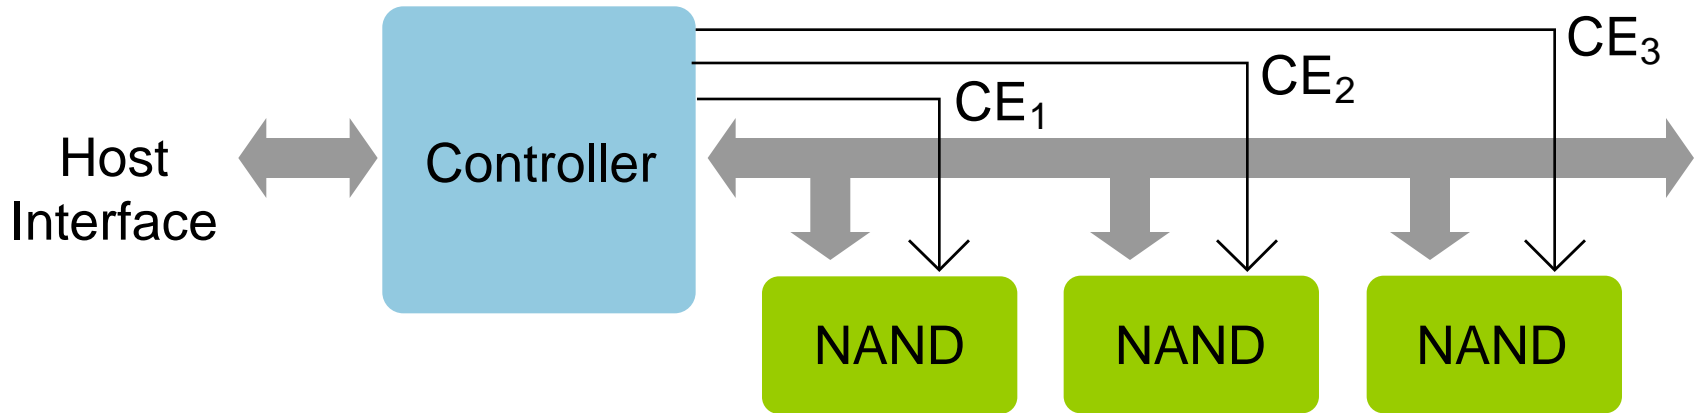 Host
Interface
Controller
CE₁
CE₂
CE₃
NAND
NAND
NAND